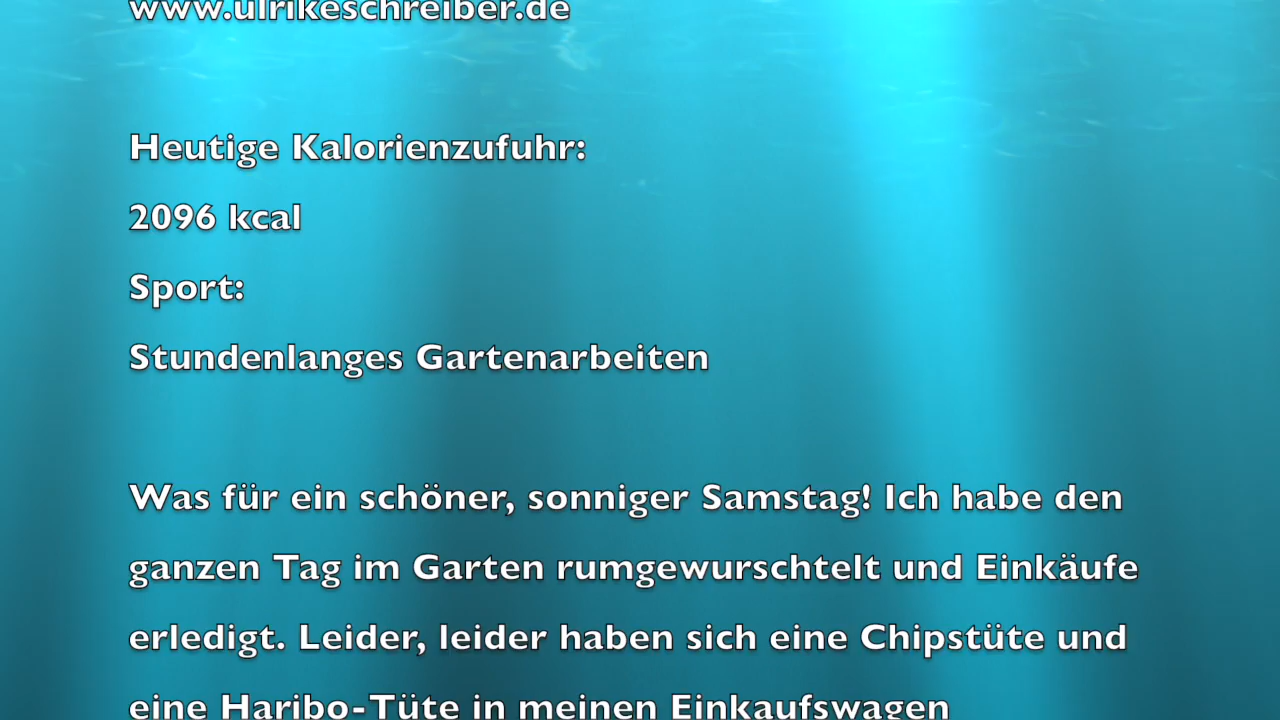 www.ulrikeschreiber.de
Heutige Kalorienzufuhr:
2096 kcal
Sport:
Stundenlanges Gartenarbeiten
Was für ein schöner, sonniger Samstag! Ich habe den
ganzen Tag im Garten rumgewurschtelt und Einkäufe
erledigt. Leider, leider haben sich eine Chipstüte und
eine Haribo-Tüte in meinen Einkaufswagen